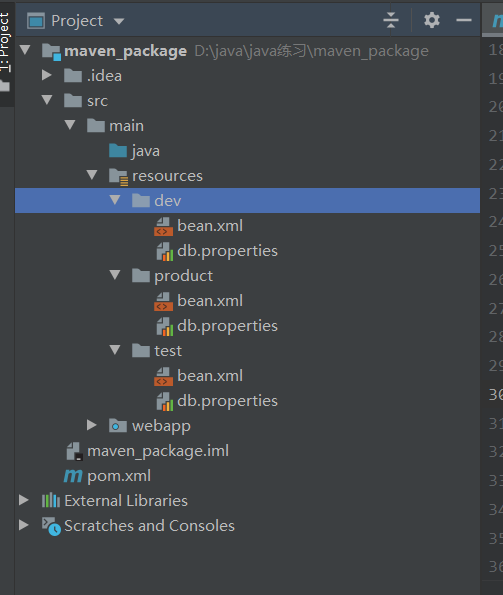 1: Project
Project
maven_package D:\java\java练习\maven_package
.idea
src
main
java
resources
dev
bean.xml
db.properties
product
bean.xml
db.properties
test
bean.xml
db.properties
webapp
maven_package.iml
pom.xml
External Libraries
Scratches and Consoles
18
19
20
21
22
23
24
25
26
27
28
29
30
31
32
33
34
35
36